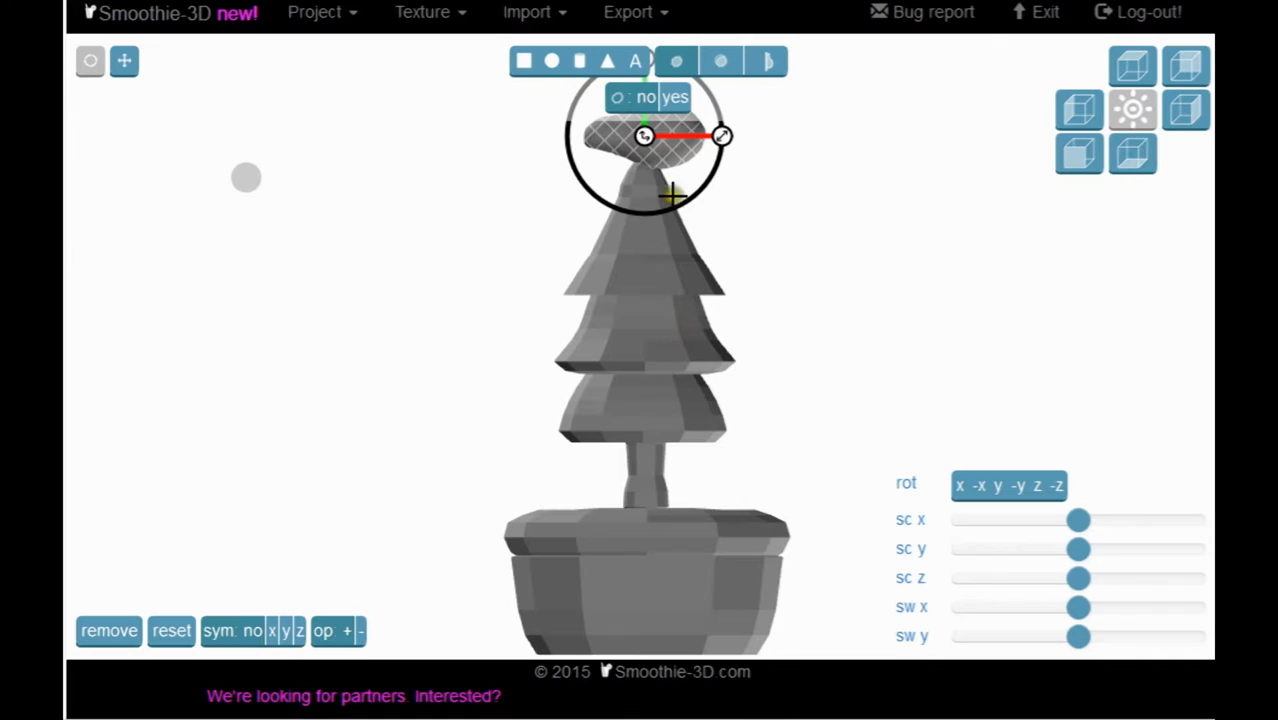 Smoothie-3D new! Project Texture Import Export Bug report Exit Log-out!
A
: no yes
rot x -x y -y z -z
sc x
sc y
sc z
sw x
sw y
remove reset sym: no x y z op: + -
© 2015 Smoothie-3D.com
We're looking for partners. Interested?